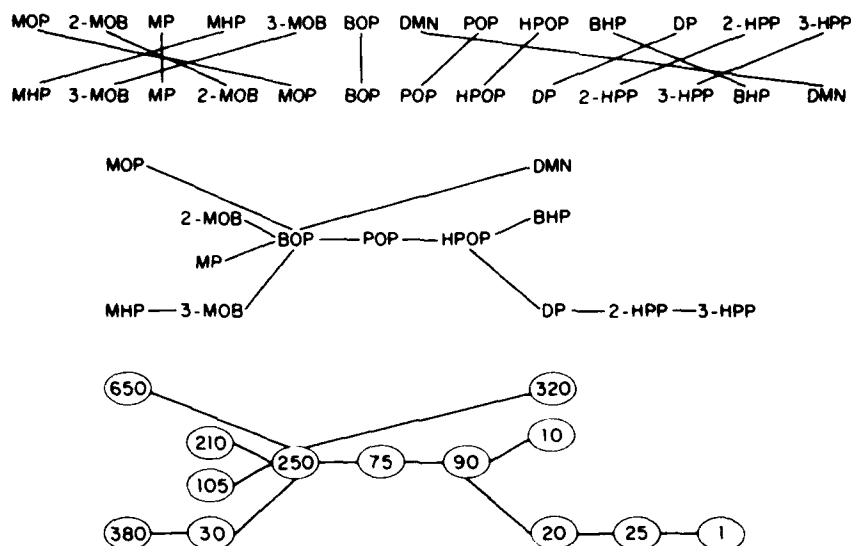 MOP 2-MOB MP MHP 3-MOB BOP DMN POP HPOP BHP DP 2-HPP 3-HPP
MHP 3-MOB MP 2-MOB MOP BOP POP HPOP DP 2-HPP 3-HPP BHP DMN
MOP DMN
2-MOB BHP
BOP POP HPOP
MP
MHP 3-MOB DP 2-HPP 3-HPP
650 320
210 10
250 75 90
105
380 30 20 25 1